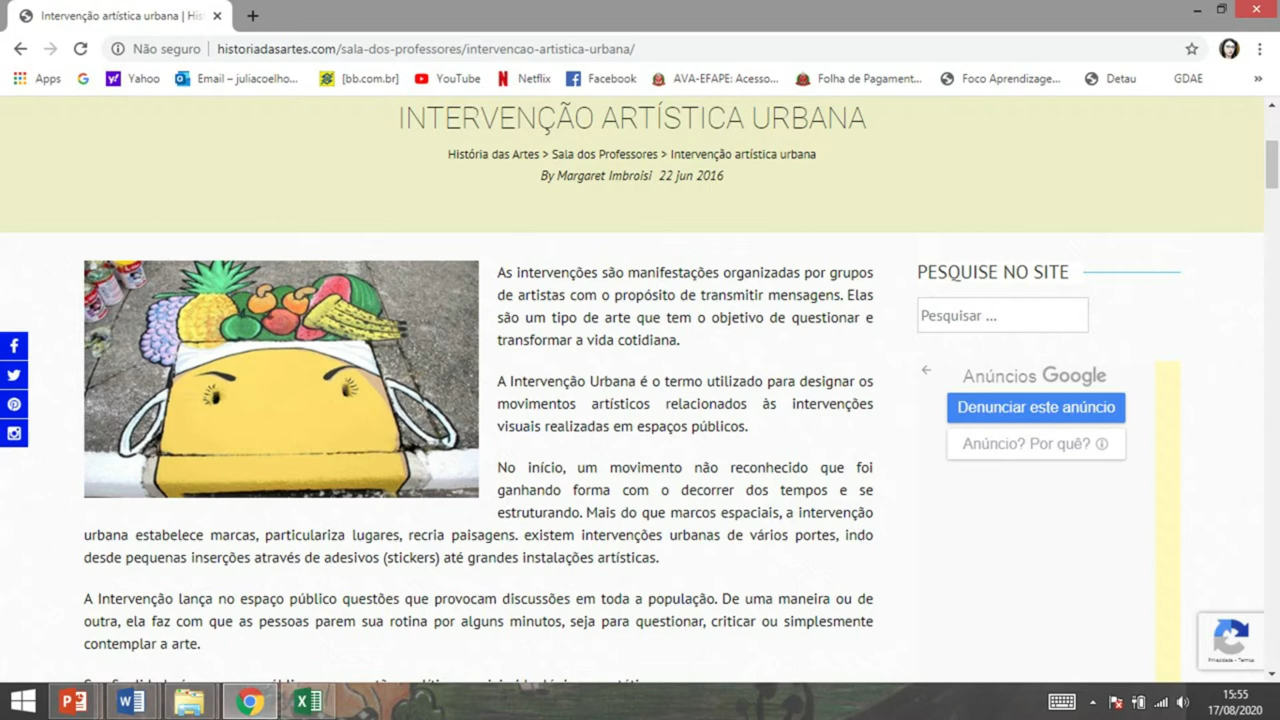 Intervenção artística urbana | His
Não seguro | historiadasartes.com/sala-dos-professores/intervencao-artistica-urbana/
Apps Yahoo Email – juliacoelho... [bb.com.br] YouTube Netflix Facebook AVA-EFAPE: Acesso... Folha de Pagament... Foco Aprendizage... Detau GDAE »
INTERVENÇÃO ARTÍSTICA URBANA
História das Artes > Sala dos Professores > Intervenção artística urbana
By Margaret Imbroisi 22 jun 2016
As intervenções são manifestações organizadas por grupos
de artistas com o propósito de transmitir mensagens. Elas
são um tipo de arte que tem o objetivo de questionar e
transformar a vida cotidiana.
A Intervenção Urbana é o termo utilizado para designar os
movimentos artísticos relacionados às intervenções
visuais realizadas em espaços públicos.
No início, um movimento não reconhecido que foi
ganhando forma com o decorrer dos tempos e se
estruturando. Mais do que marcos espaciais, a intervenção
urbana estabelece marcas, particulariza lugares, recria paisagens. existem intervenções urbanas de vários portes, indo
desde pequenas inserções através de adesivos (stickers) até grandes instalações artísticas.
A Intervenção lança no espaço público questões que provocam discussões em toda a população. De uma maneira ou de
outra, ela faz com que as pessoas parem sua rotina por alguns minutos, seja para questionar, criticar ou simplesmente
contemplar a arte.
PESQUISE NO SITE
Pesquisar ...
Anúncios Google
Denunciar este anúncio
Anúncio? Por quê?
Privacidade - Termos
15:55
17/08/2020